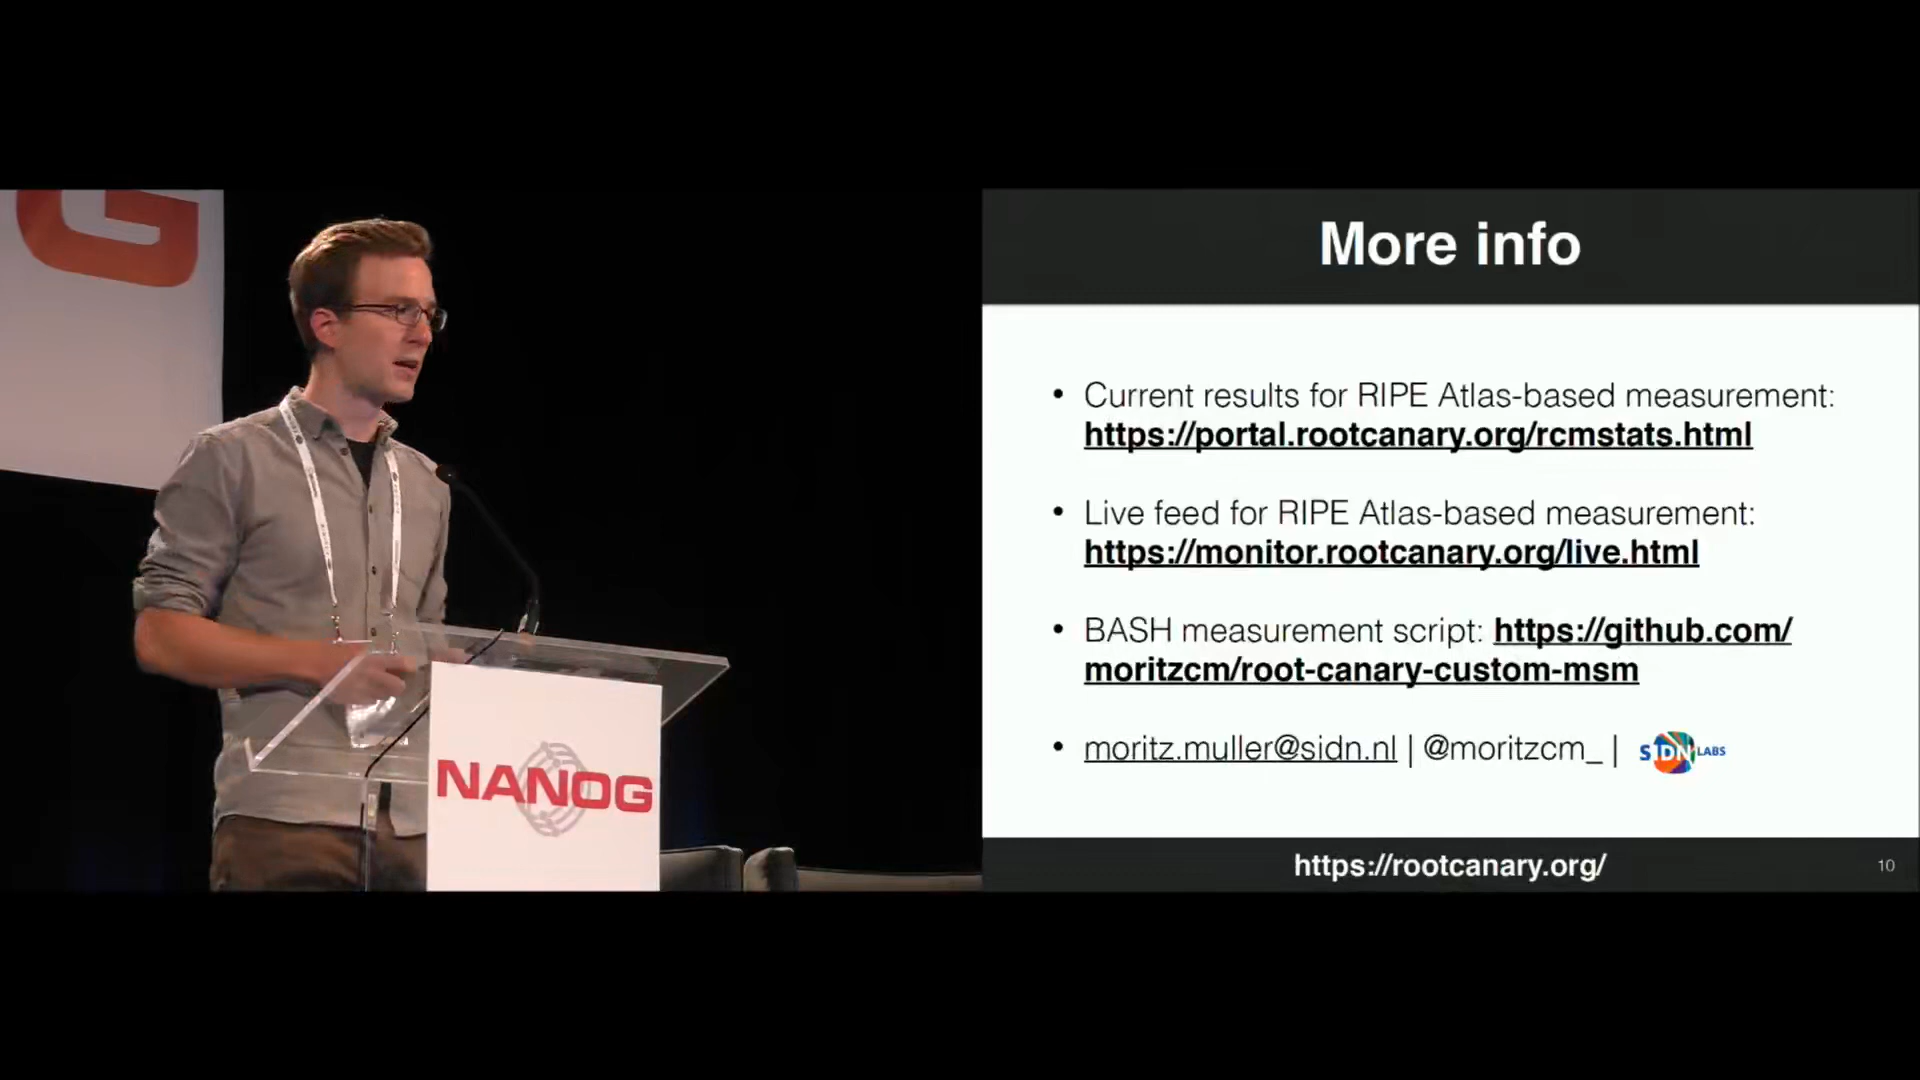 G
NANOG
More info
• Current results for RIPE Atlas-based measurement:
https://portal.rootcanary.org/rcmstats.html
• Live feed for RIPE Atlas-based measurement:
https://monitor.rootcanary.org/live.html
• BASH measurement script: https://github.com/
moritzcm/root-canary-custom-msm
• moritz.muller@sidn.nl | @moritzcm_ | SIDN LABS
https://rootcanary.org/
10